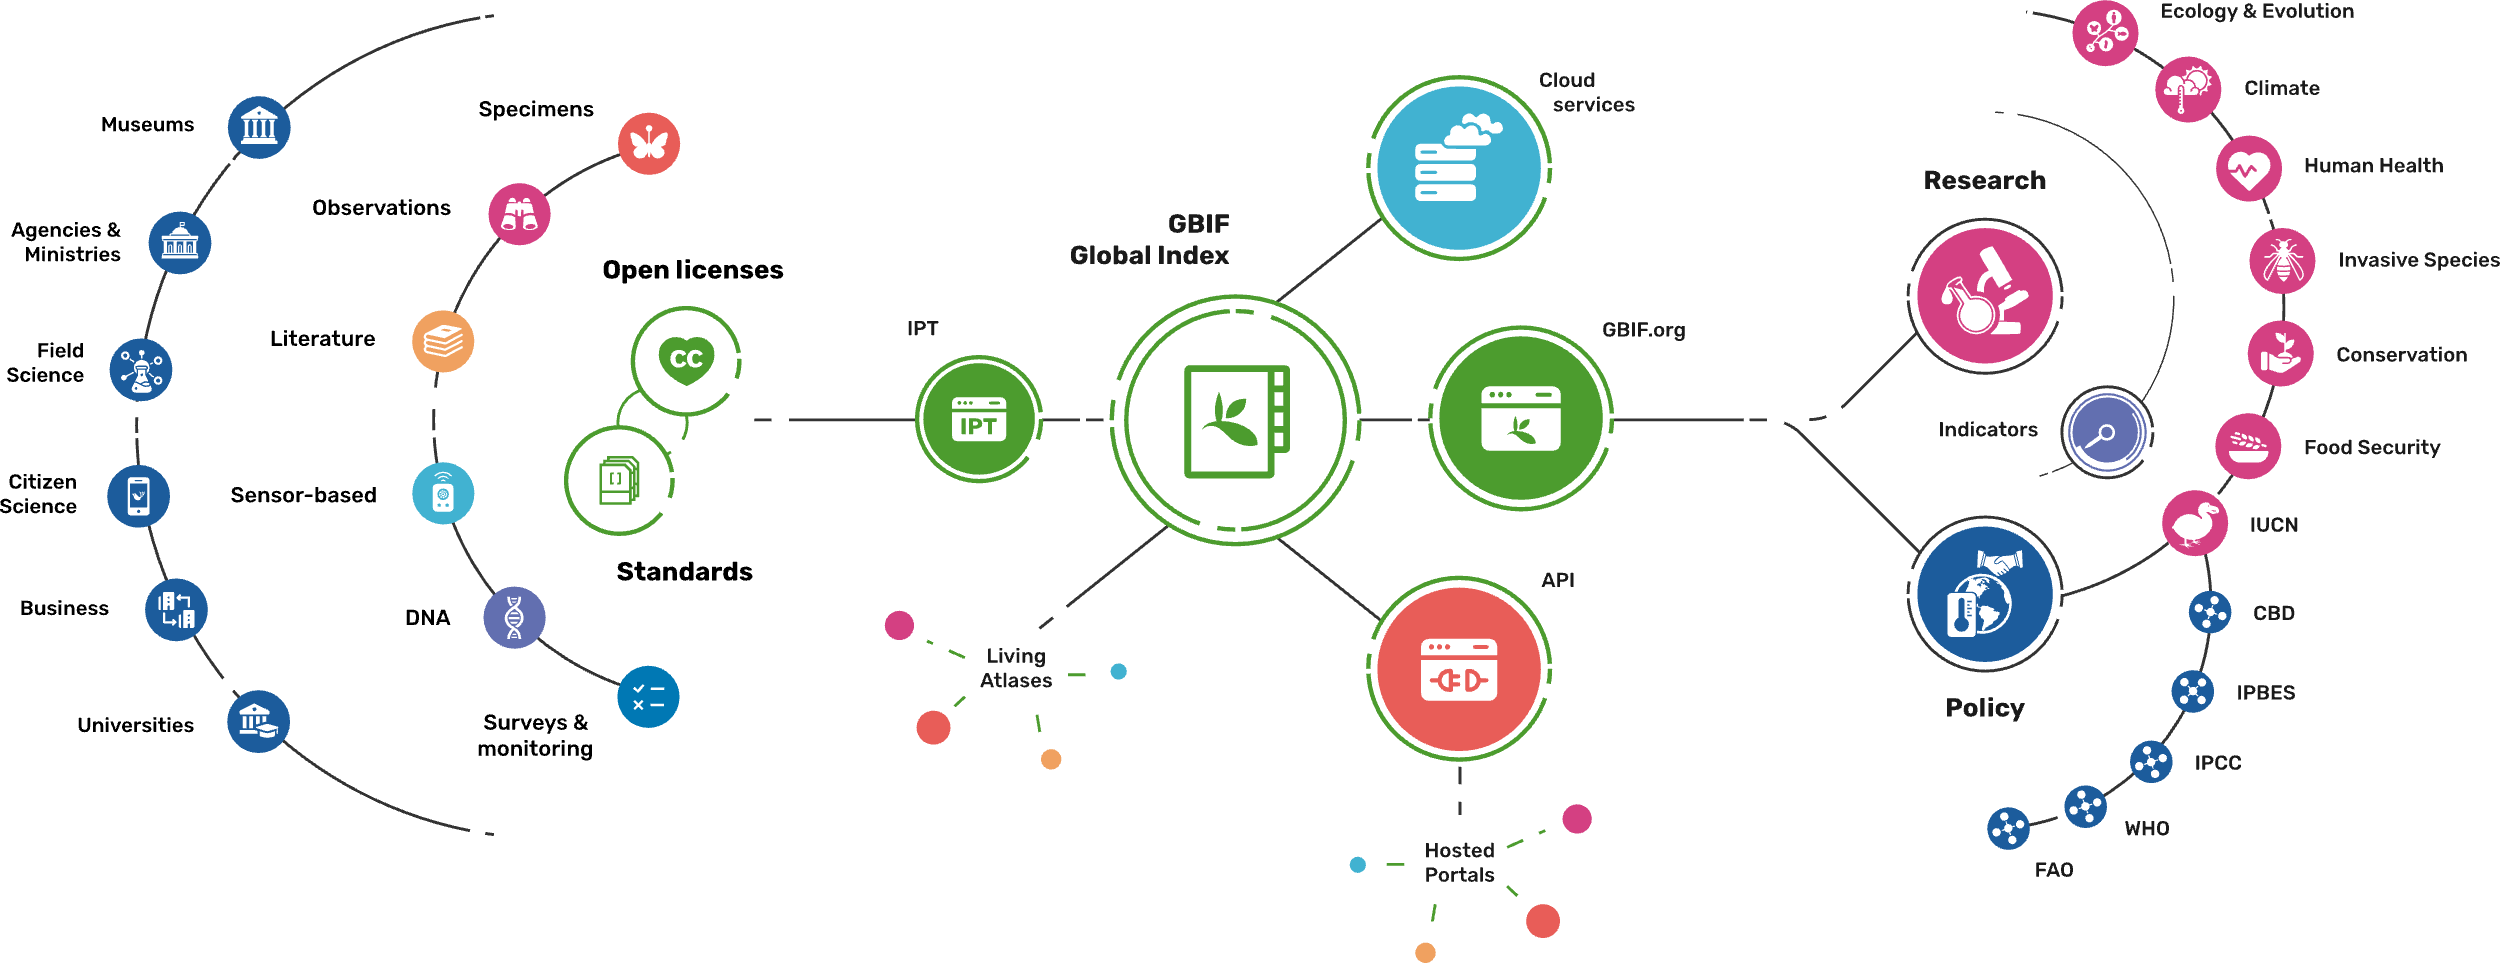 Museums
Agencies &
Ministries
Field
Science
Citizen
Science
Business
Universities
Specimens
Observations
Literature
Sensor-based
DNA
Surveys &
monitoring
Open licenses
CC
Standards
[ ]
IPT
IPT
GBIF
Global Index
Cloud
services
GBIF.org
API
Living
Atlases
Hosted
Portals
Research
Indicators
Policy
Ecology & Evolution
Climate
Human Health
Invasive Species
Conservation
Food Security
IUCN
CBD
IPBES
IPCC
WHO
FAO